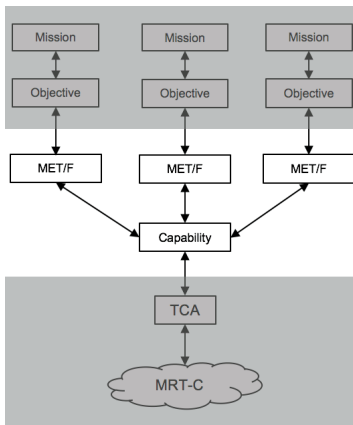 Mission
Mission
Mission
Objective
Objective
Objective
MET/F
MET/F
MET/F
Capability
TCA
MRT-C